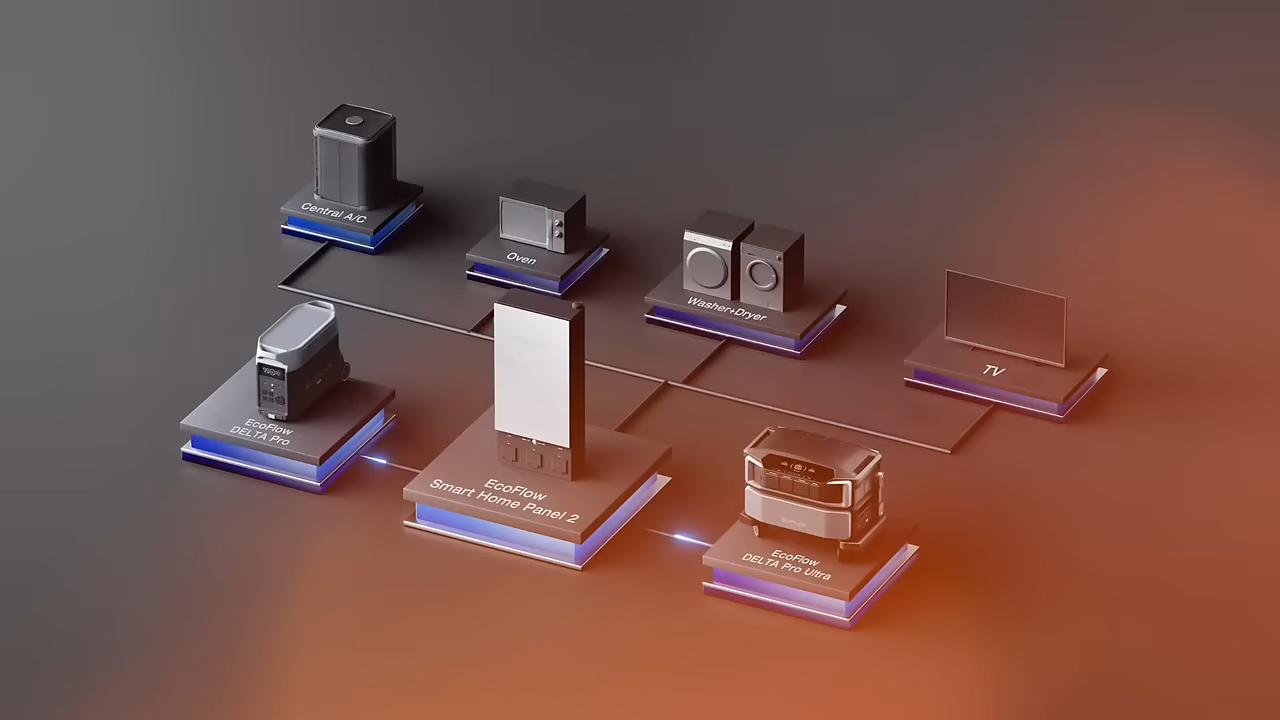 Central A/C
Oven
Washer+Dryer
TV
EcoFlow
DELTA Pro
EcoFlow
Smart Home Panel 2
EcoFlow
DELTA Pro Ultra